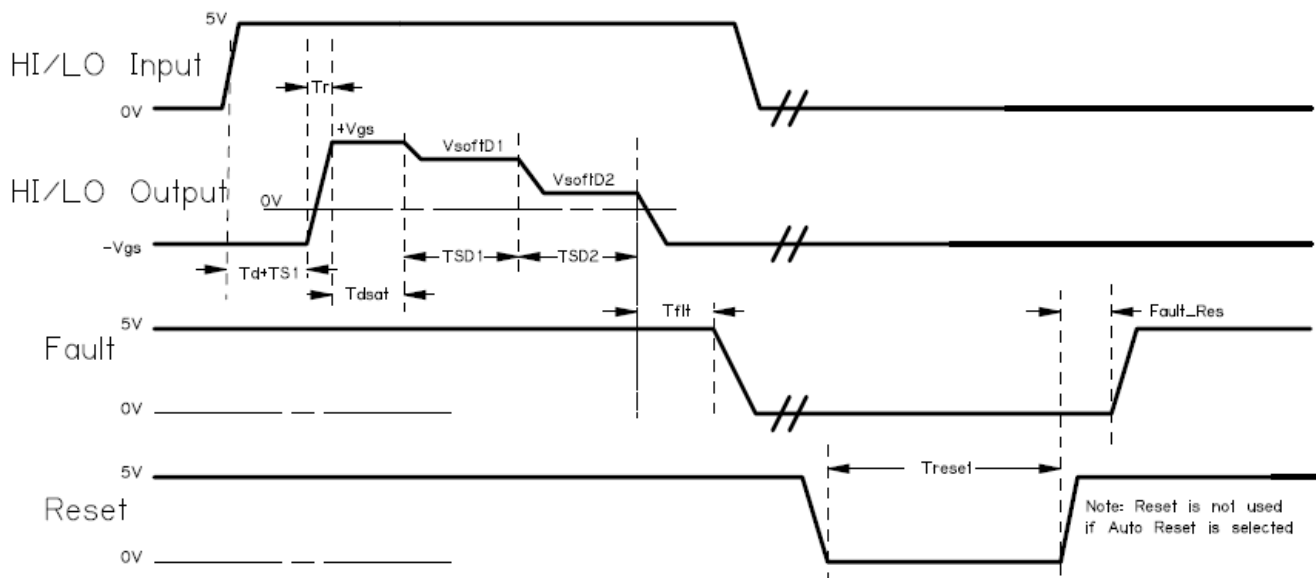 5V
HI/LO Input
Tr
0V
+Vgs
VsoftD1
VsoftD2
HI/LO Output
0V
-Vgs
Td+TS1
TSD1
TSD2
Tdsat
Tflt
Fault_Res
5V
Fault
0V
5V
Treset
Reset
Note: Reset is not used
if Auto Reset is selected
0V